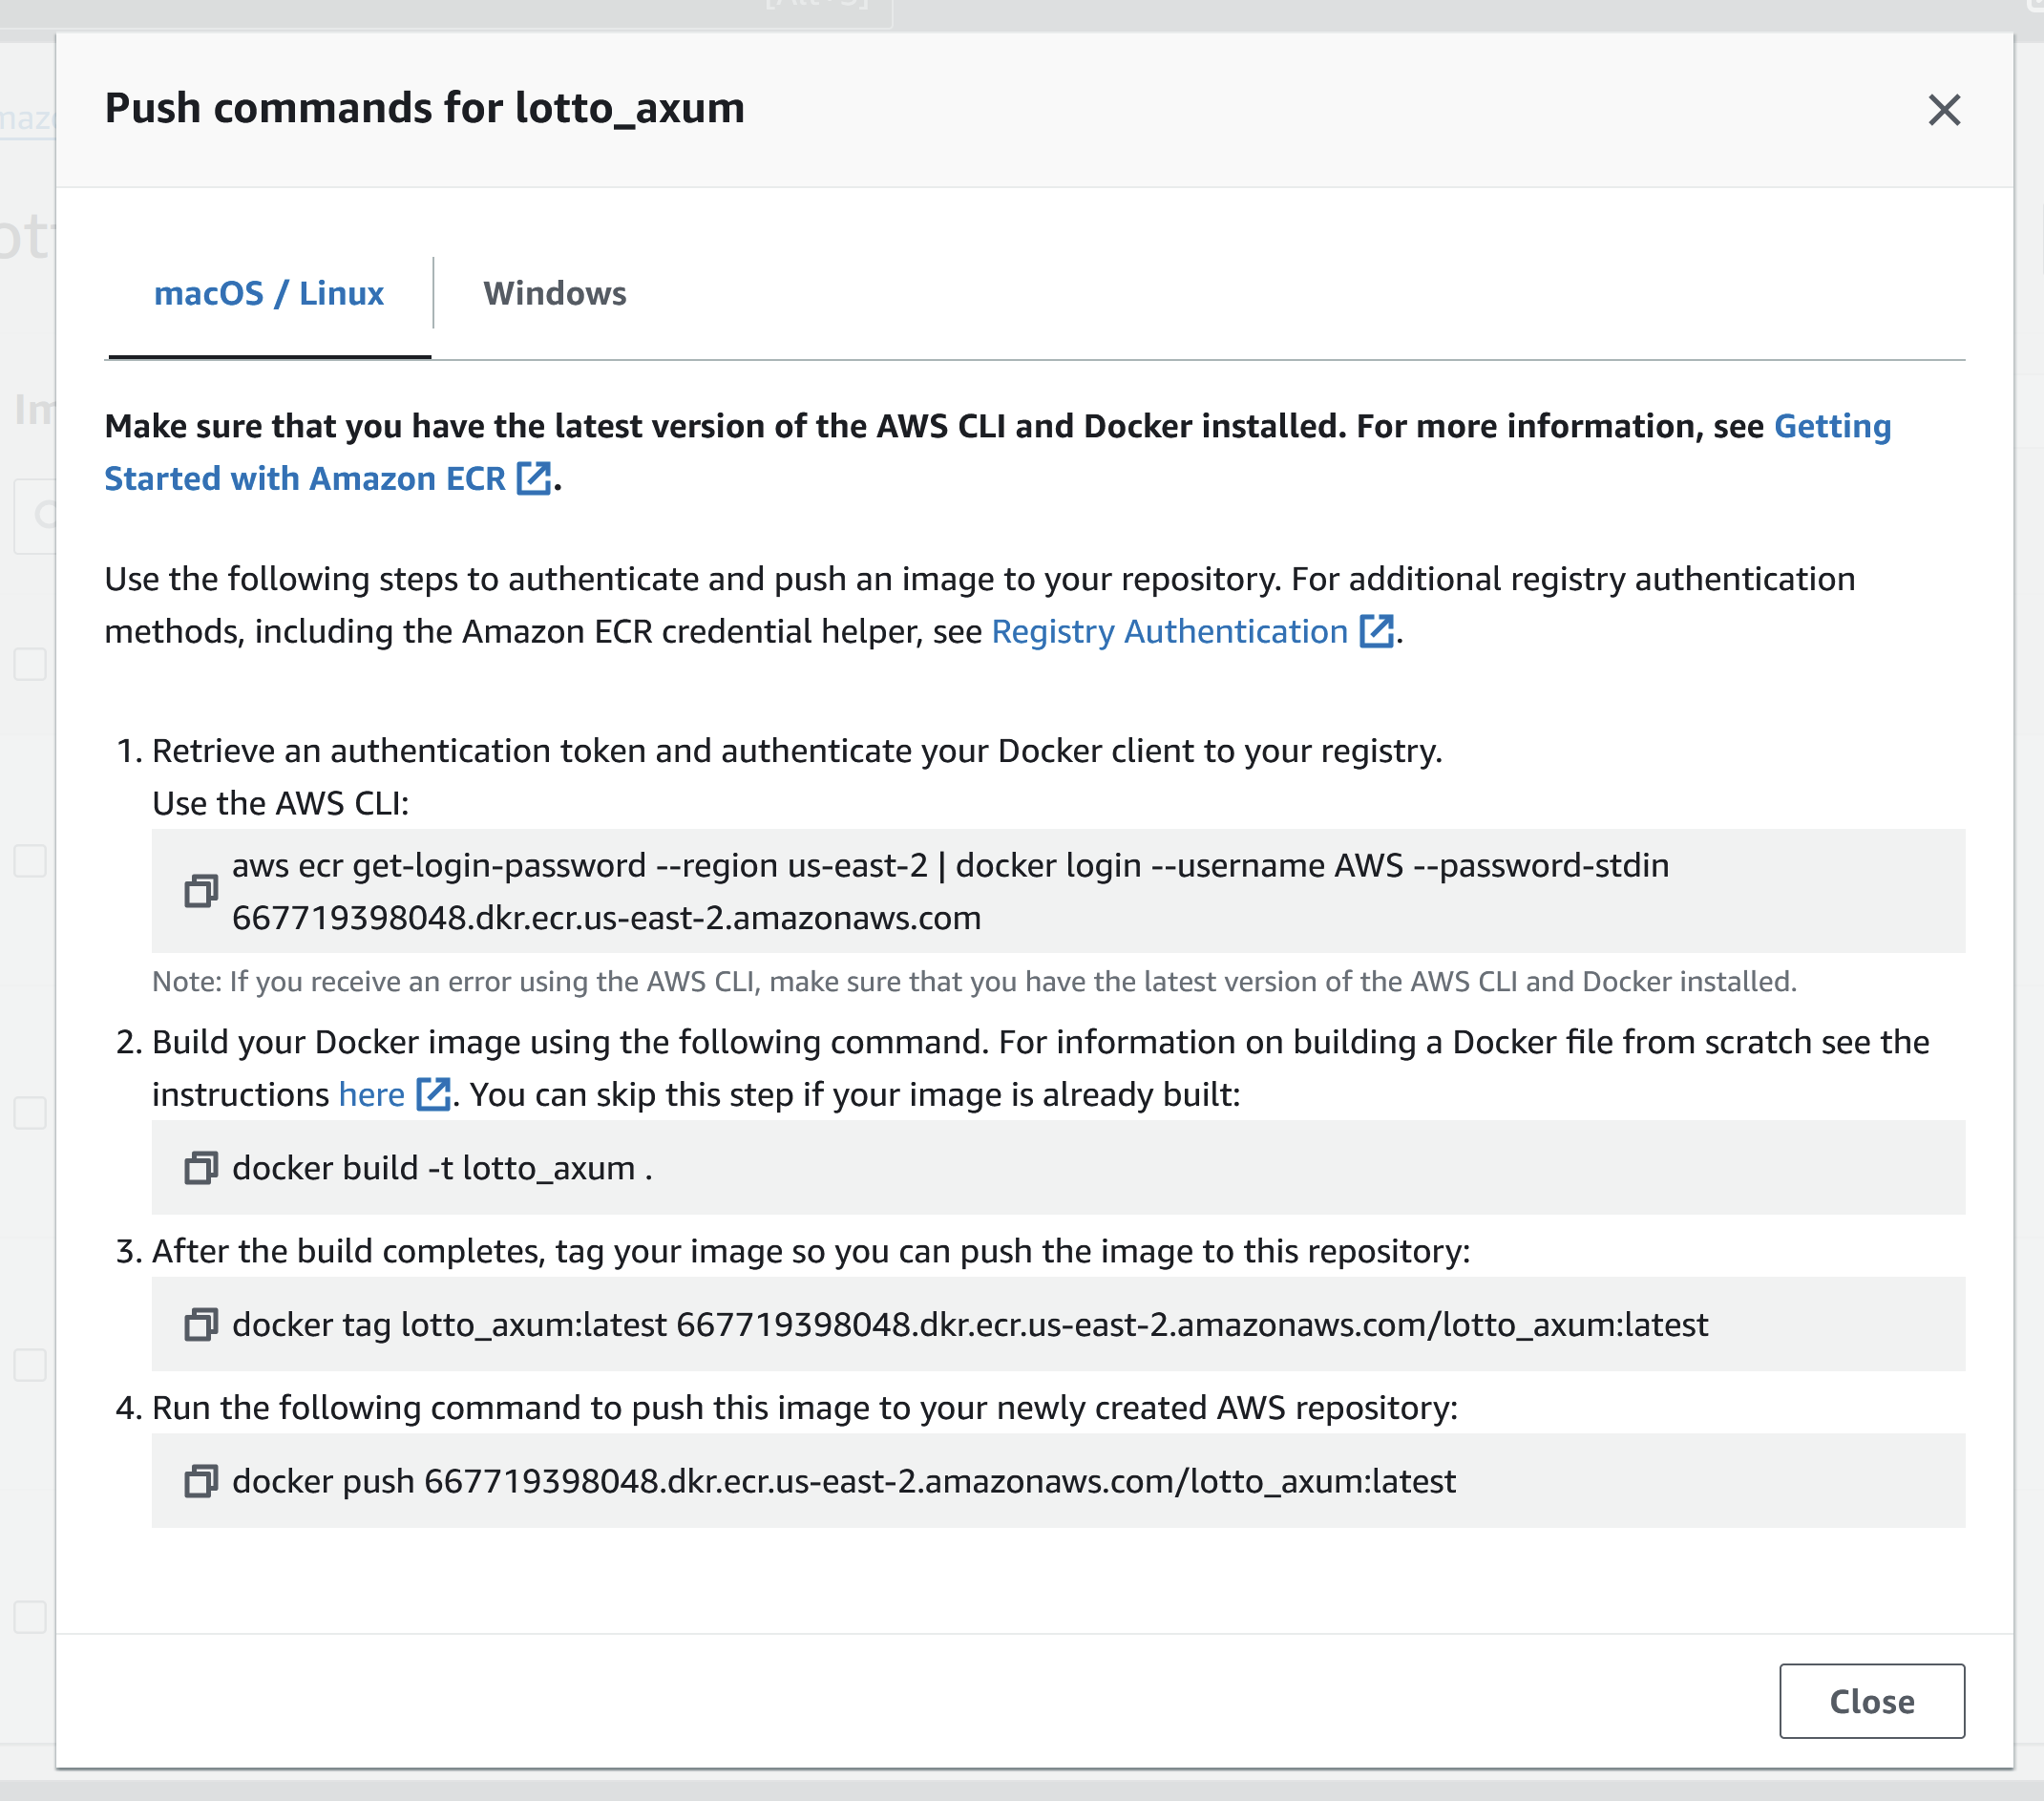 Push commands for lotto_axum
macOS / Linux
Windows
Make sure that you have the latest version of the AWS CLI and Docker installed. For more information, see Getting
Started with Amazon ECR.
Use the following steps to authenticate and push an image to your repository. For additional registry authentication
methods, including the Amazon ECR credential helper, see Registry Authentication.
1. Retrieve an authentication token and authenticate your Docker client to your registry.
Use the AWS CLI:
aws ecr get-login-password --region us-east-2 | docker login --username AWS --password-stdin
667719398048.dkr.ecr.us-east-2.amazonaws.com
Note: If you receive an error using the AWS CLI, make sure that you have the latest version of the AWS CLI and Docker installed.
2. Build your Docker image using the following command. For information on building a Docker file from scratch see the
instructions here. You can skip this step if your image is already built:
docker build -t lotto_axum .
3. After the build completes, tag your image so you can push the image to this repository:
docker tag lotto_axum:latest 667719398048.dkr.ecr.us-east-2.amazonaws.com/lotto_axum:latest
4. Run the following command to push this image to your newly created AWS repository:
docker push 667719398048.dkr.ecr.us-east-2.amazonaws.com/lotto_axum:latest
Close